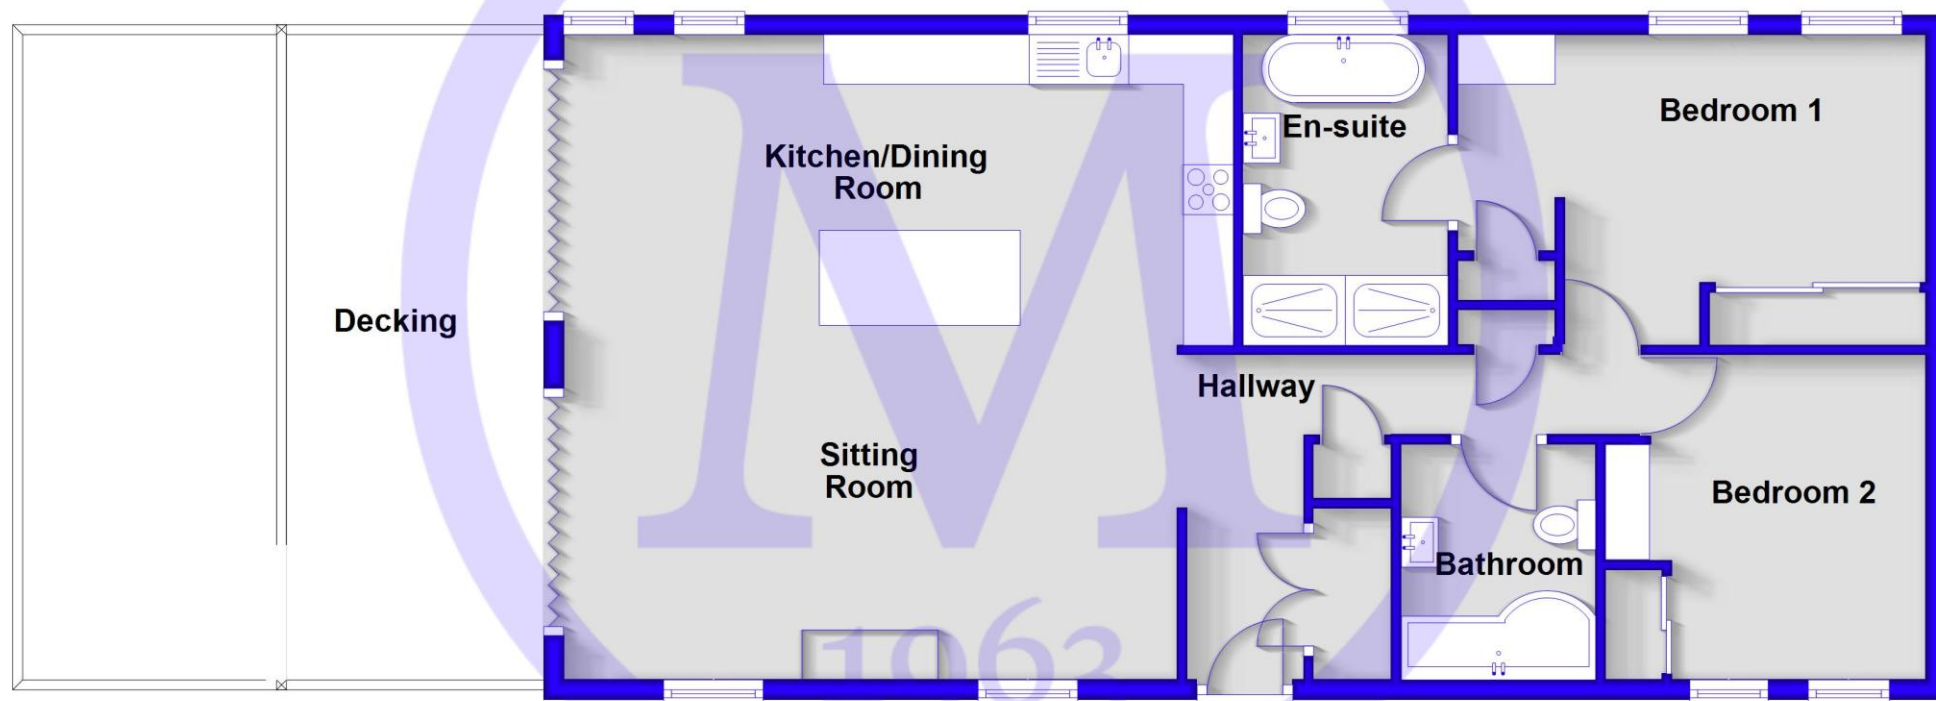 Bedroom 1
En-suite
Kitchen/Dining
Room
Decking
Hallway
Sitting
Room
Bedroom 2
Bathroom
M
1963